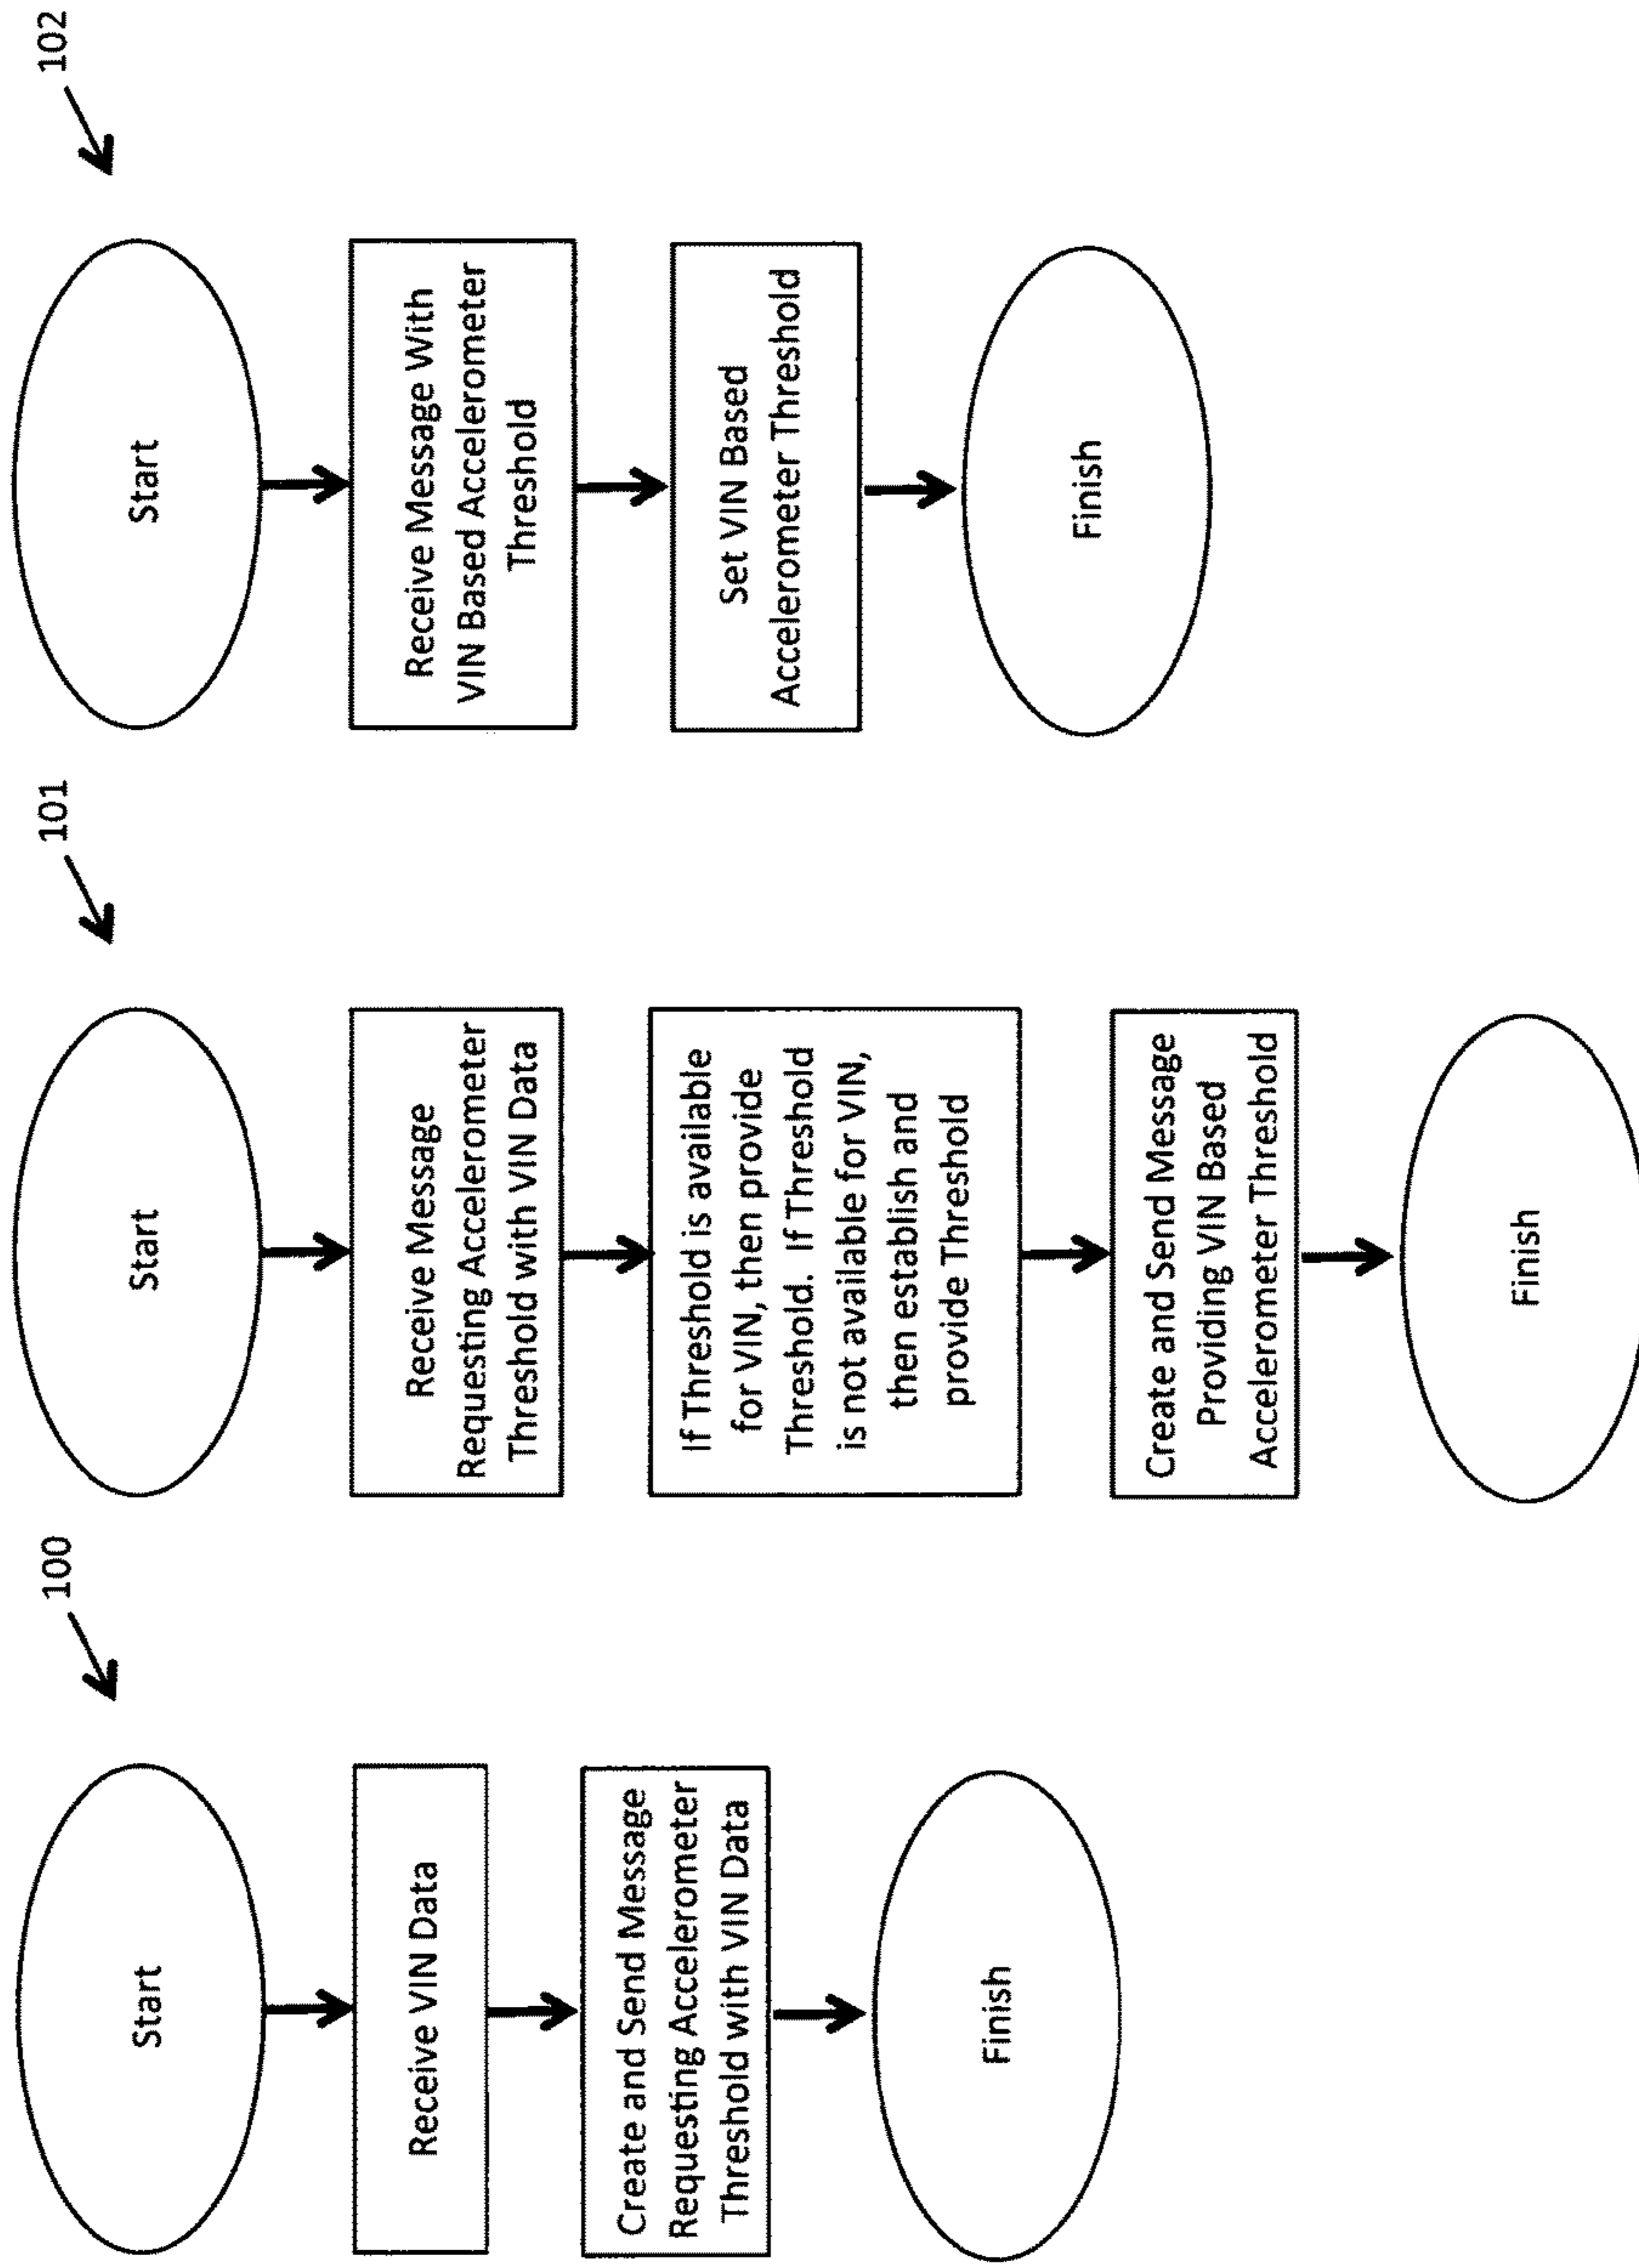 100
Start
Receive VIN Data
Create and Send Message
Requesting Accelerometer
Threshold with VIN Data
Finish
101
Start
Receive Message
Requesting Accelerometer
Threshold with VIN Data
If Threshold is available
for VIN, then provide
Threshold. If Threshold
is not available for VIN,
then establish and
provide Threshold
Create and Send Message
Providing VIN Based
Accelerometer Threshold
Finish
102
Start
Receive Message With
VIN Based Accelerometer
Threshold
Set VIN Based
Accelerometer Threshold
Finish